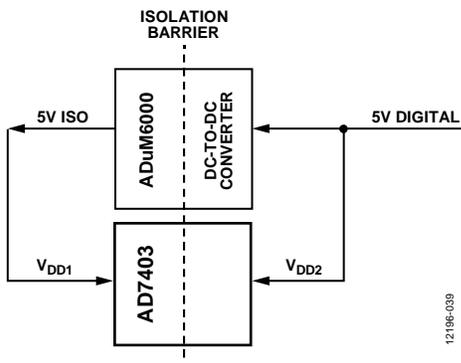 ISOLATION
BARRIER
5V ISO
ADuM6000
DC-TO-DC
CONVERTER
5V DIGITAL
VDD1
AD7403
VDD2
12196-039